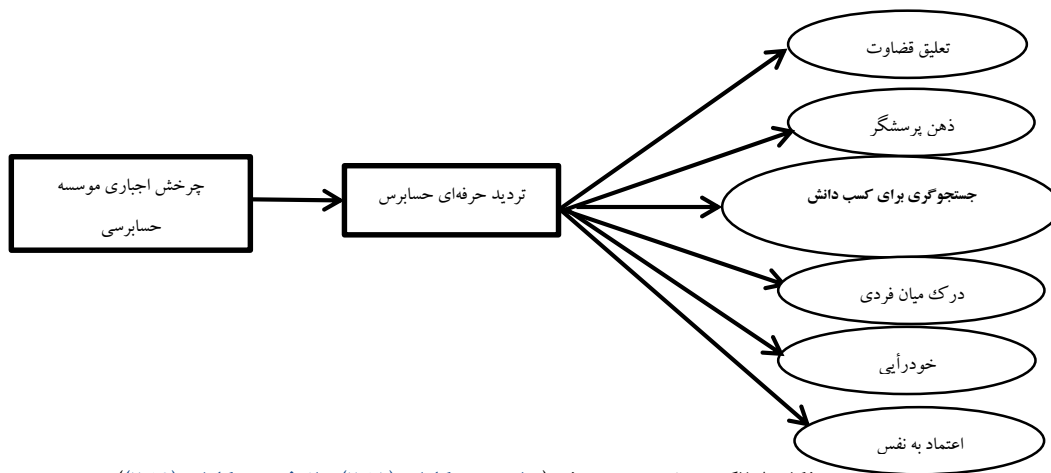 تعلیق قضاوت
ذهن پرسشگر
چرخش اجباری موسسه
حسابرسی
تردید حرفه‌ای حسابرس
جستجوگری برای کسب دانش
درک میان فردی
خودرأیی
اعتماد به نفس